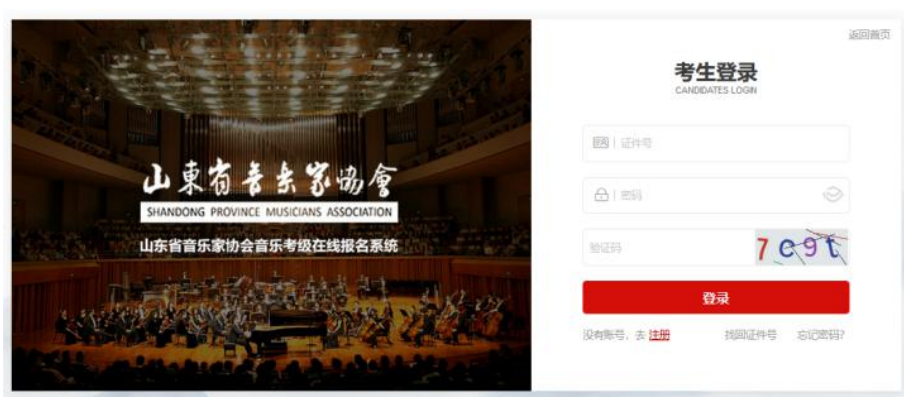 返回首页
山東省音乐家协會
SHANDONG PROVINCE MUSICIANS ASSOCIATION
山东省音乐家协会音乐考级在线报名系统
考生登录
CANDIDATES LOGIN
证件号
密码
验证码
7c9t
登录
没有账号，去 注册 找回证件号 忘记密码?